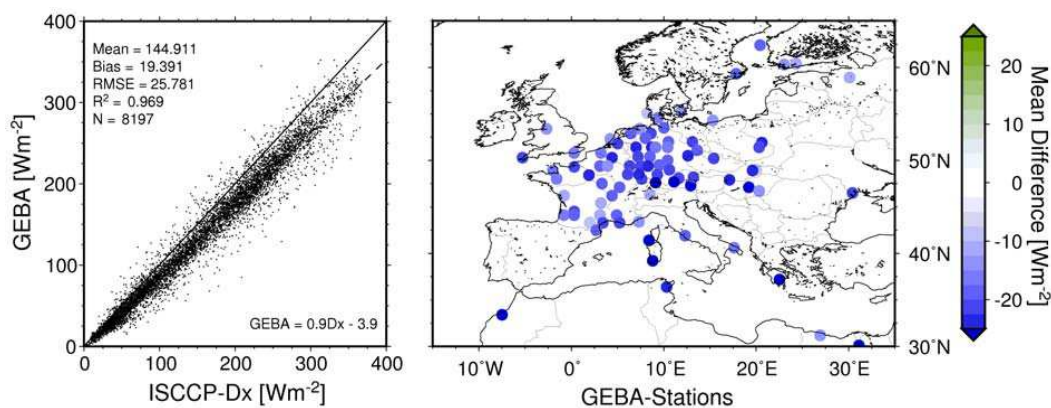 400
300
200
100
0
GEBA [Wm⁻²]
Mean = 144.911
Bias = 19.391
RMSE = 25.781
R² = 0.969
N = 8197
GEBA = 0.9Dx - 3.9
0 100 200 300 400
ISCCP-Dx [Wm⁻²]
60˚N
50˚N
40˚N
30˚N
10˚W 0˚E 10˚E 20˚E 30˚E
GEBA-Stations
20
10
0
-10
-20
Mean Difference [Wm⁻²]